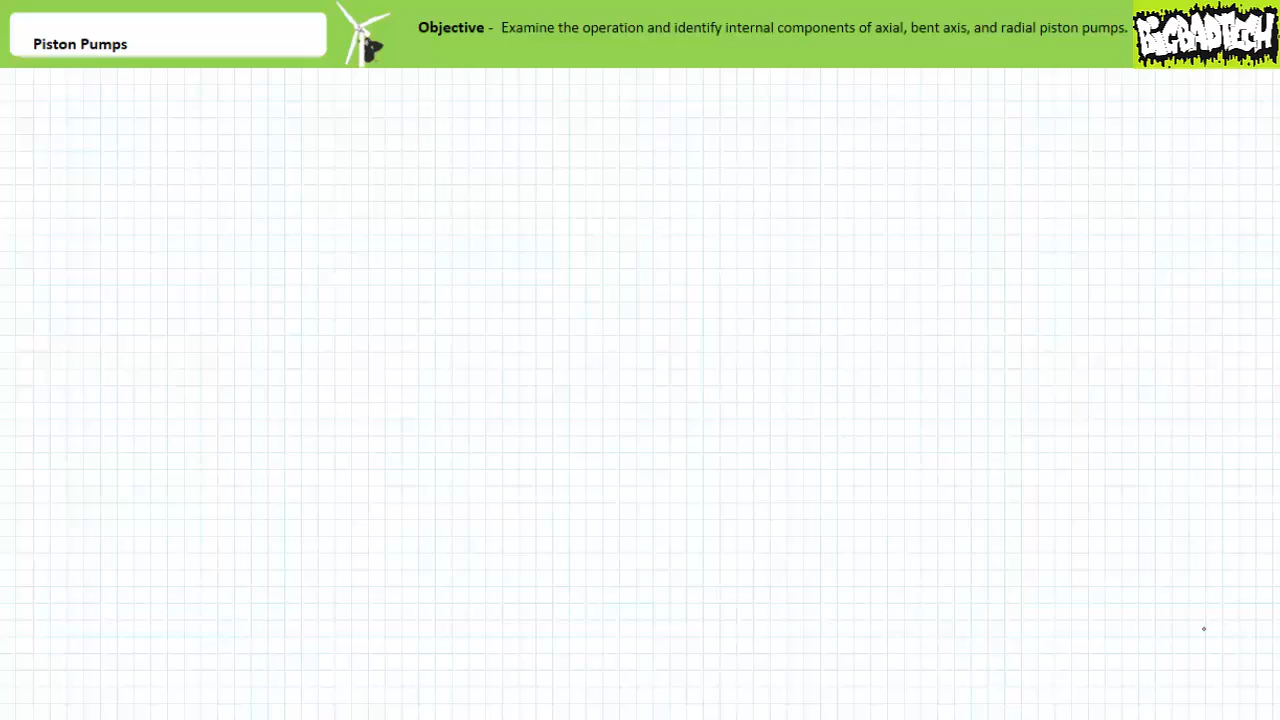 Piston Pumps
Objective - Examine the operation and identify internal components of axial, bent axis, and radial piston pumps.
BIGBADTECH